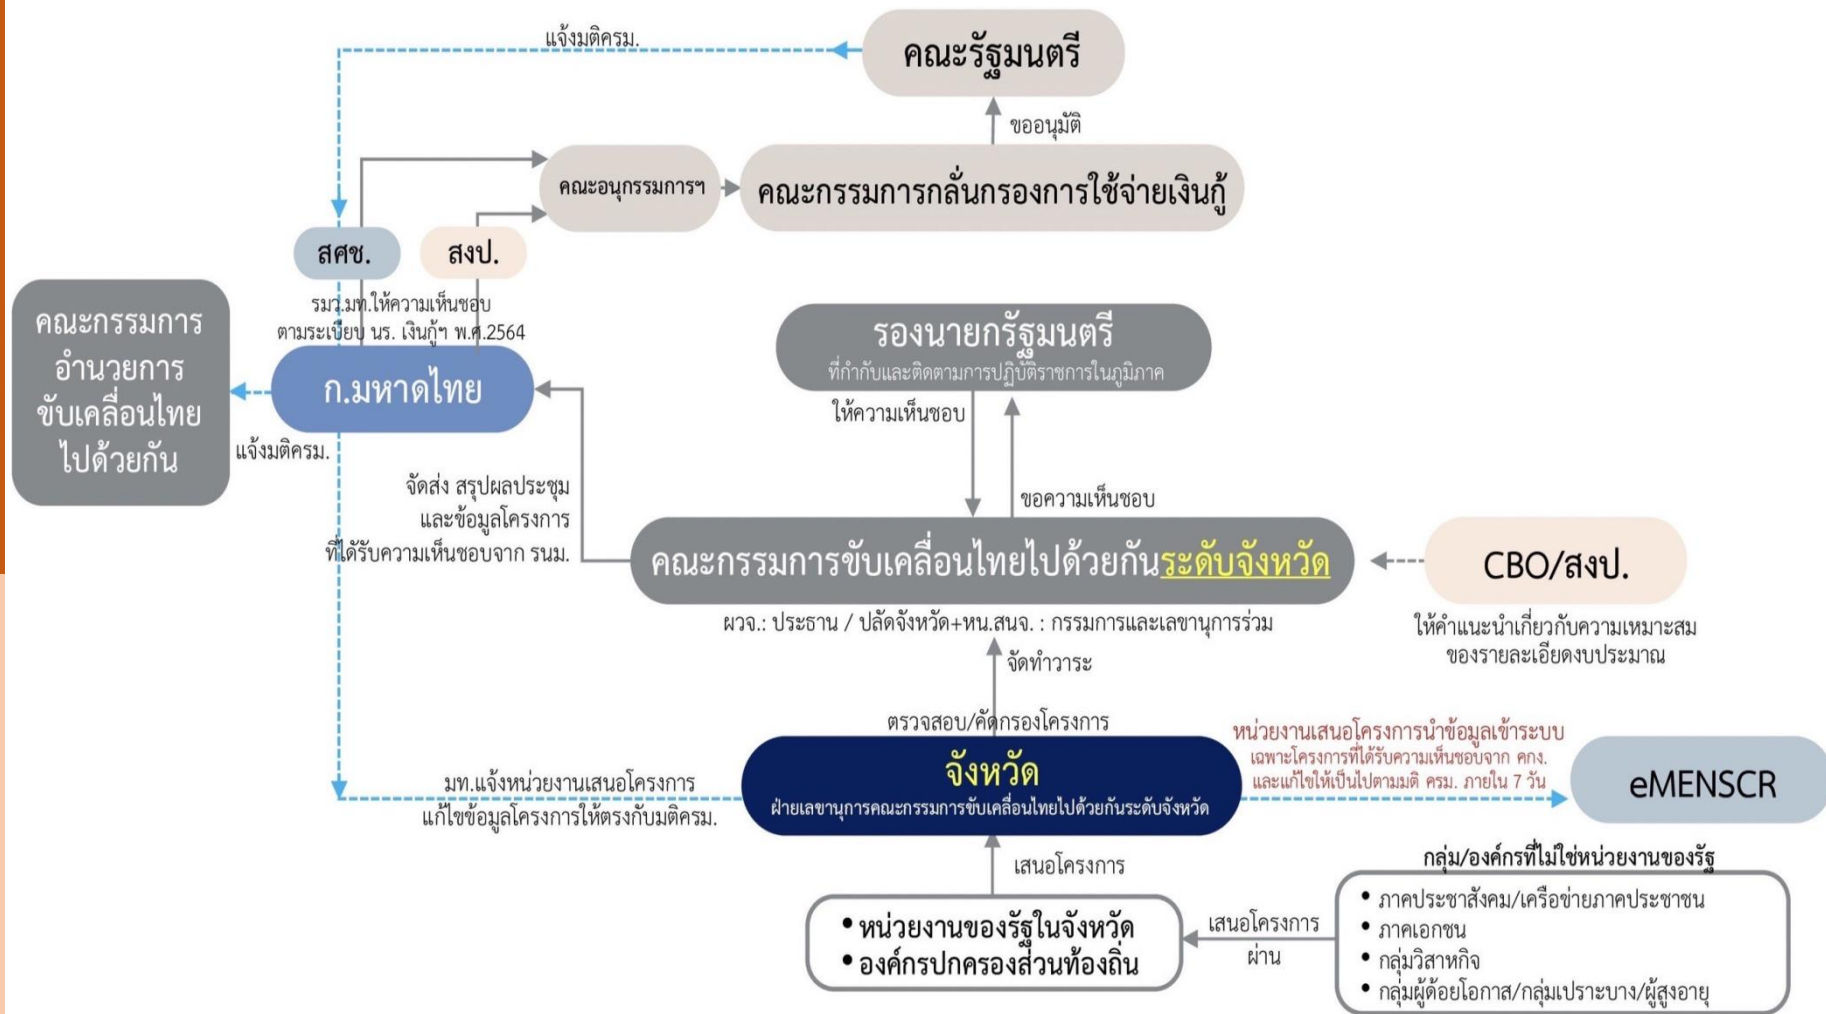 แจ้งมติครม.
คณะรัฐมนตรี
ขออนุมัติ
คณะอนุกรรมการฯ
คณะกรรมการกลั่นกรองการใช้จ่ายเงินกู้
สศช.
สงป.
รมว.มท.ให้ความเห็นชอบ
ตามระเบียบ นร. เงินกู้ฯ พ.ศ.2564
คณะกรรมการ
อำนวยการ
ขับเคลื่อนไทย
ไปด้วยกัน
ก.มหาดไทย
แจ้งมติครม.
รองนายกรัฐมนตรี
ที่กำกับและติดตามการปฏิบัติราชการในภูมิภาค
ให้ความเห็นชอบ
ขอความเห็นชอบ
จัดส่ง สรุปผลประชุม
และข้อมูลโครงการ
ที่ได้รับความเห็นชอบจาก รนม.
คณะกรรมการขับเคลื่อนไทยไปด้วยกันระดับจังหวัด
ผวจ.: ประธาน / ปลัดจังหวัด+หน.สนจ. : กรรมการและเลขานุการร่วม
CBO/สงป.
ให้คำแนะนำเกี่ยวกับความเหมาะสม
ของรายละเอียดงบประมาณ
จัดทำวาระ
ตรวจสอบ/คัดกรองโครงการ
จังหวัด
ฝ่ายเลขานุการคณะกรรมการขับเคลื่อนไทยไปด้วยกันระดับจังหวัด
มท.แจ้งหน่วยงานเสนอโครงการ
แก้ไขข้อมูลโครงการให้ตรงกับมติครม.
หน่วยงานเสนอโครงการนำข้อมูลเข้าระบบ
เฉพาะโครงการที่ได้รับความเห็นชอบจาก คกง.
และแก้ไขให้เป็นไปตามมติ ครม. ภายใน 7 วัน
eMENSCR
เสนอโครงการ
• หน่วยงานของรัฐในจังหวัด
• องค์กรปกครองส่วนท้องถิ่น
เสนอโครงการ
ผ่าน
กลุ่ม/องค์กรที่ไม่ใช่หน่วยงานของรัฐ
• ภาคประชาสังคม/เครือข่ายภาคประชาชน
• ภาคเอกชน
• กลุ่มวิสาหกิจ
• กลุ่มผู้ด้อยโอกาส/กลุ่มเปราะบาง/ผู้สูงอายุ